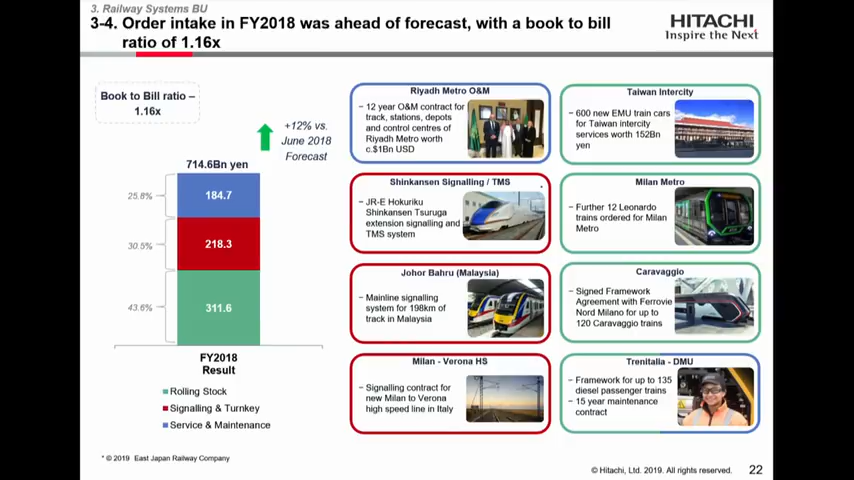 3. Railway Systems BU
3-4. Order intake in FY2018 was ahead of forecast, with a book to bill
ratio of 1.16x
HITACHI
Inspire the Next
Book to Bill ratio –
1.16x
+12% vs.
June 2018
Forecast
714.6Bn yen
25.8%
184.7
30.5%
218.3
43.6%
311.6
FY2018
Result
Rolling Stock
Signalling & Turnkey
Service & Maintenance
Riyadh Metro O&M
12 year O&M contract for
track, stations, depots
and control centres of
Riyadh Metro worth
c.$1Bn USD
Taiwan Intercity
600 new EMU train cars
for Taiwan intercity
services worth 152Bn
yen
Shinkansen Signalling / TMS
*
JR-E Hokuriku
Shinkansen Tsuruga
extension signalling and
TMS system
Milan Metro
Further 12 Leonardo
trains ordered for Milan
Metro
Johor Bahru (Malaysia)
Mainline signalling
system for 198km of
track in Malaysia
Caravaggio
Signed Framework
Agreement with Ferrovie
Nord Milano for up to
120 Caravaggio trains
Milan - Verona HS
Signalling contract for
new Milan to Verona
high speed line in Italy
Trenitalia - DMU
Framework for up to 135
diesel passenger trains
15 year maintenance
contract
* © 2019 East Japan Railway Company
© Hitachi, Ltd. 2019. All rights reserved.
22